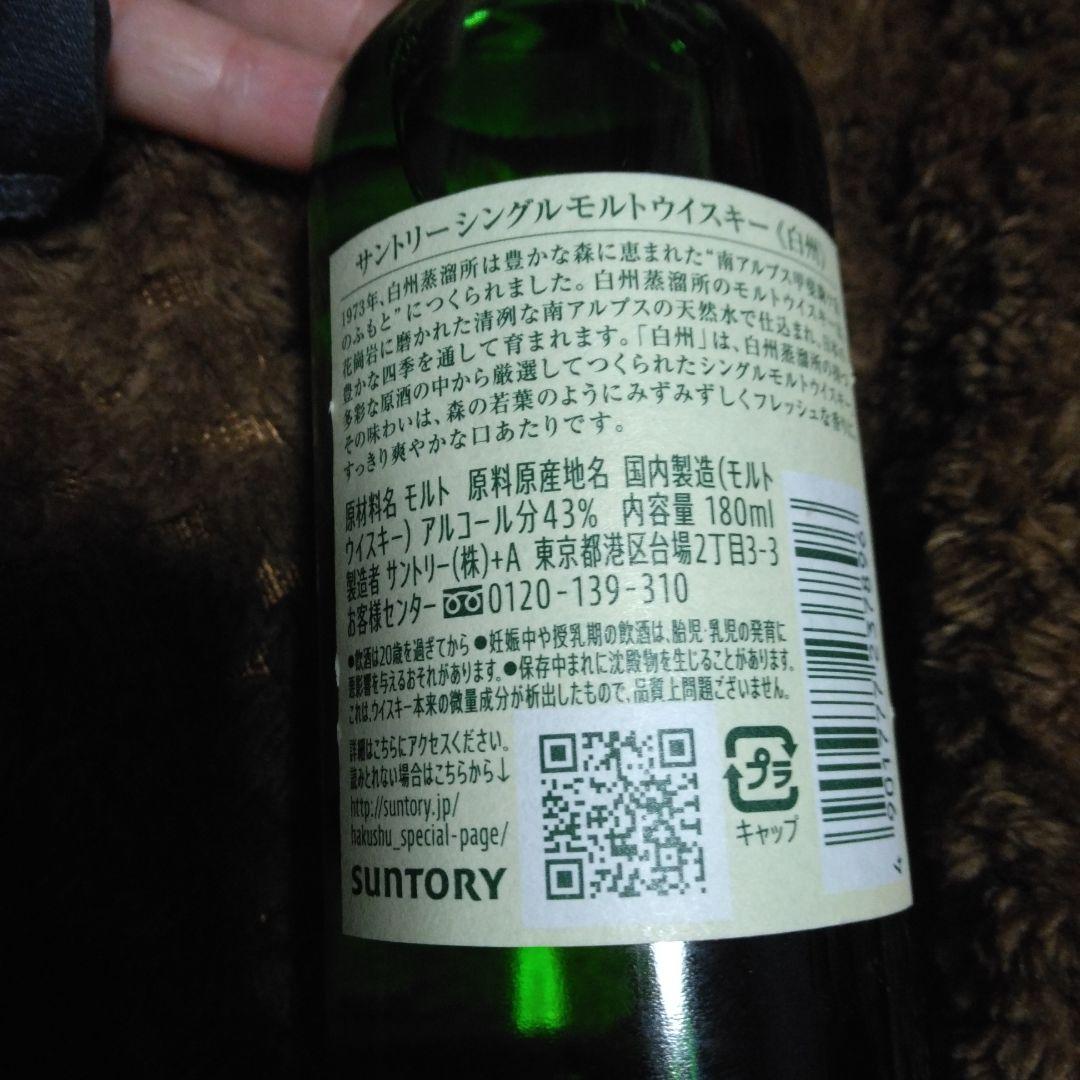 サントリーシングルモルトウイスキー《白州》
1973年、白州蒸溜所は豊かな森に恵まれた“南アルプス甲斐駒ヶ
のふもと”につくられました。白州蒸溜所のモルトウイスキー
花崗岩に磨かれた清冽な南アルプスの天然水で仕込まれ、日本の
豊かな四季を通して育まれます。「白州」は、白州蒸溜所の持つ
多彩な原酒の中から厳選してつくられたシングルモルトウイスキー
その味わいは、森の若葉のようにみずみずしくフレッシュな香りに
すっきり爽やかな口あたりです。
原材料名 モルト 原料原産地名 国内製造(モルト
ウイスキー) アルコール分43% 内容量 180ml
製造者 サントリー(株)+A 東京都港区台場2丁目3-3
お客様センター 0120-139-310
●飲酒は20歳を過ぎてから ●妊娠中や授乳期の飲酒は、胎児・乳児の発育に
悪影響を与えるおそれがあります。●保存中まれに沈殿物を生じることがあります。
これは、ウイスキー本来の微量成分が析出したもので、品質上問題ございません。
詳細はこちらにアクセスください。
読みとれない場合はこちらから↓
http://suntory.jp/
hakushu_special-page/
SUNTORY
プラ
キャップ
4 901777 237896